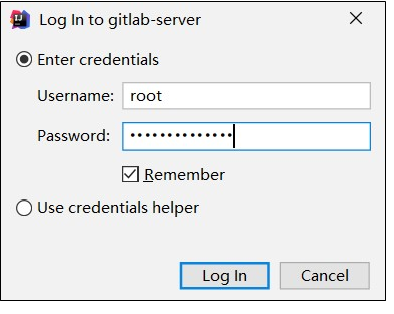 Log In to gitlab-server
Enter credentials
Username: root
Password: ••••••••••••••
Remember
Use credentials helper
Log In Cancel